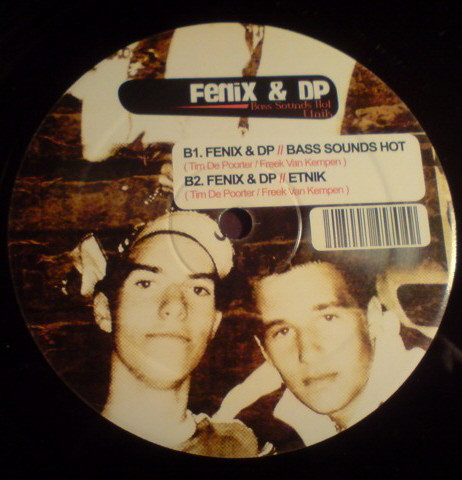 Fenix & DP
Bass Sounds Hot
Etnik
B1. FENIX & DP // BASS SOUNDS HOT
( Tim De Poorter / Freek Van Kempen )
B2. FENIX & DP // ETNIK
( Tim De Poorter / Freek Van Kempen )